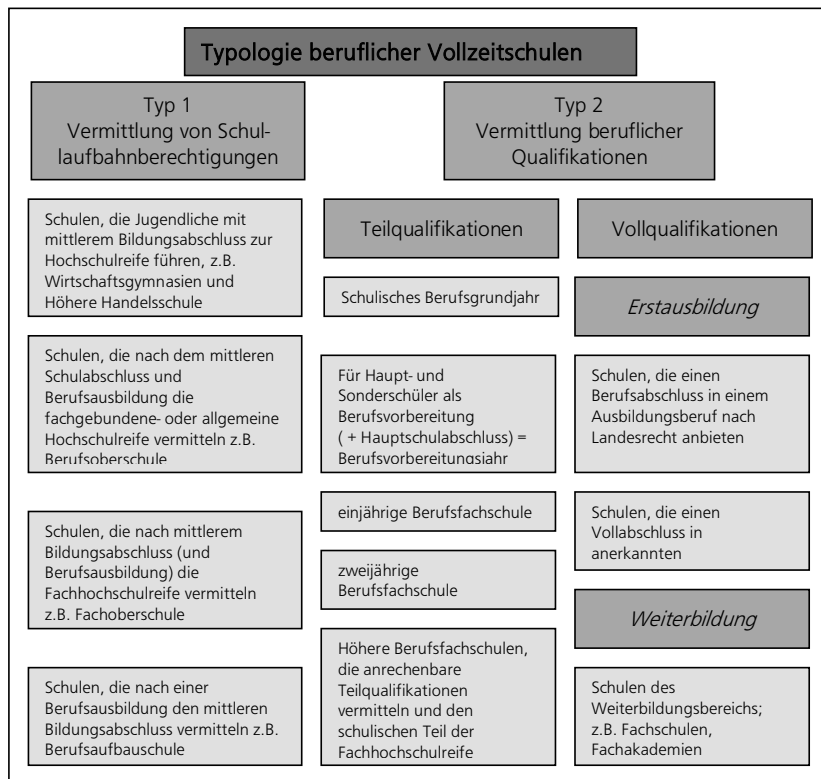 Typologie beruflicher Vollzeitschulen
Typ 1
Vermittlung von Schul-
laufbahnberechtigungen
Schulen, die Jugendliche mit
mittlerem Bildungsabschluss zur
Hochschulreife führen, z.B.
Wirtschaftsgymnasien und
Höhere Handelsschule
Schulen, die nach dem mittleren
Schulabschluss und
Berufsausbildung die
fachgebundene- oder allgemeine
Hochschulreife vermitteln z.B.
Berufsoberschule
Schulen, die nach mittlerem
Bildungsabschluss (und
Berufsausbildung) die
Fachhochschulreife vermitteln
z.B. Fachoberschule
Schulen, die nach einer
Berufsausbildung den mittleren
Bildungsabschluss vermitteln z.B.
Berufsaufbauschule
Typ 2
Vermittlung beruflicher
Qualifikationen
Teilqualifikationen
Schulisches Berufsgrundjahr
Für Haupt- und
Sonderschüler als
Berufsvorbereitung
( + Hauptschulabschluss) =
Berufsvorbereitungsjahr
einjährige Berufsfachschule
zweijährige
Berufsfachschule
Höhere Berufsfachschulen,
die anrechenbare
Teilqualifikationen
vermitteln und den
schulischen Teil der
Fachhochschulreife
Vollqualifikationen
Erstausbildung
Schulen, die einen
Berufsabschluss in einem
Ausbildungsberuf nach
Landesrecht anbieten
Schulen, die einen
Vollabschluss in
anerkannten
Weiterbildung
Schulen des
Weiterbildungsbereichs;
z.B. Fachschulen,
Fachakademien